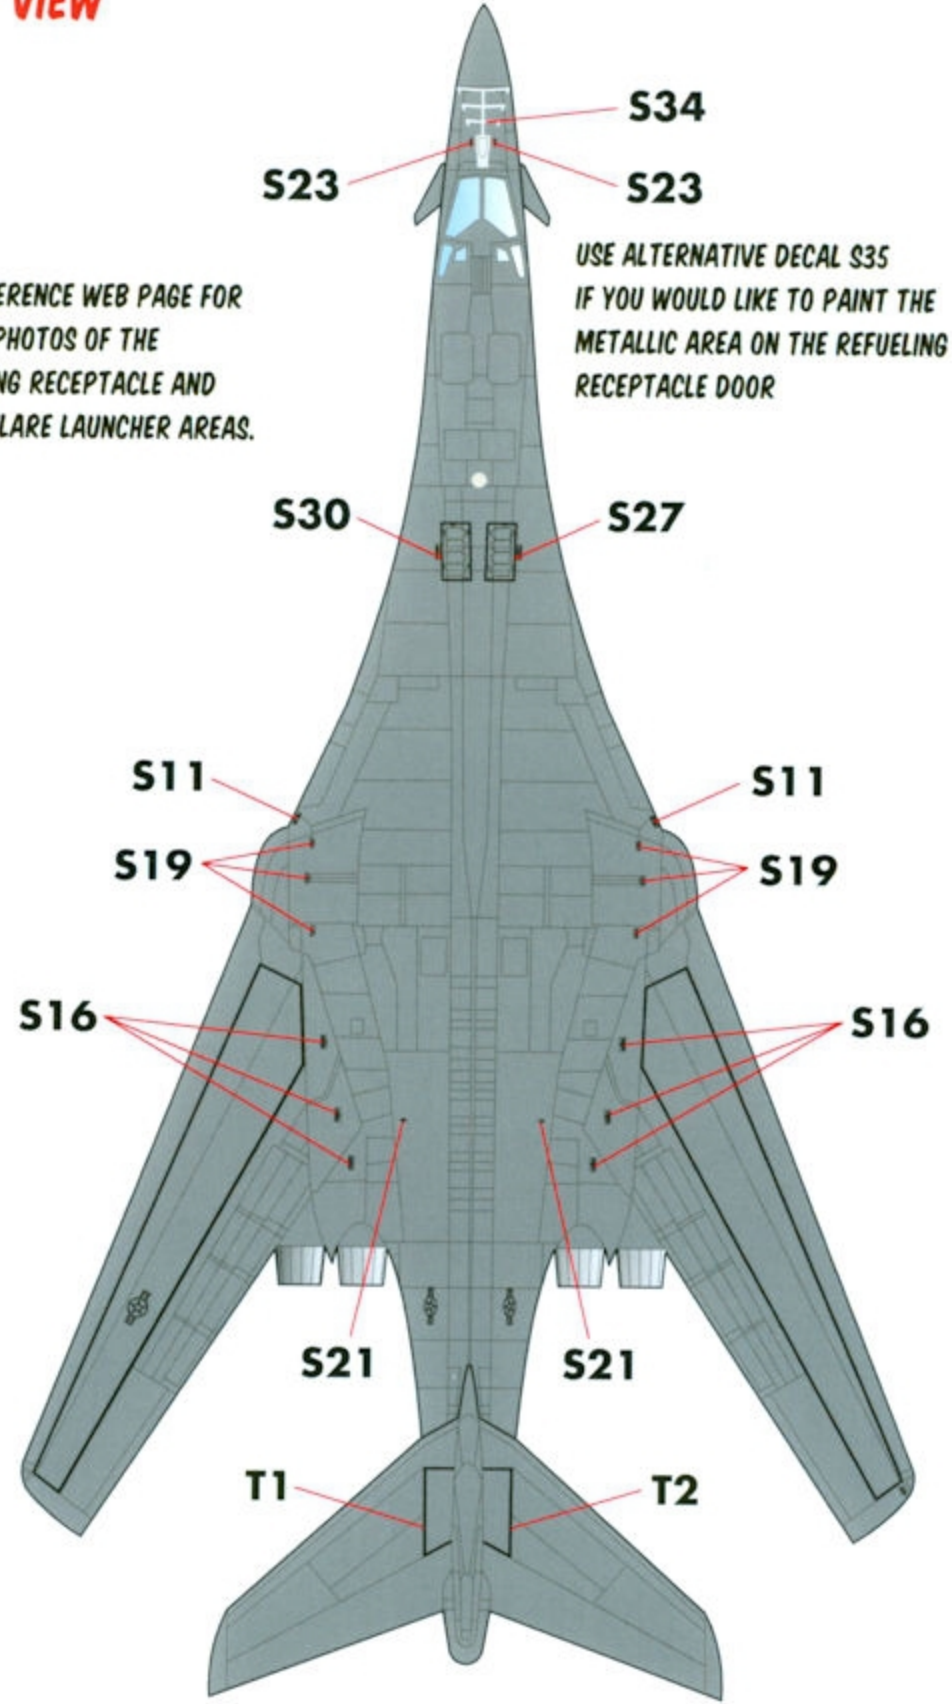 VIEW
S34
S23
S23
USE ALTERNATIVE DECAL S35
IF YOU WOULD LIKE TO PAINT THE
METALLIC AREA ON THE REFUELING
RECEPTACLE DOOR
ERENCE WEB PAGE FOR
PHOTOS OF THE
NG RECEPTACLE AND
LARE LAUNCHER AREAS.
S30
S27
S11
S11
S19
S19
S16
S16
S21
S21
T1
T2